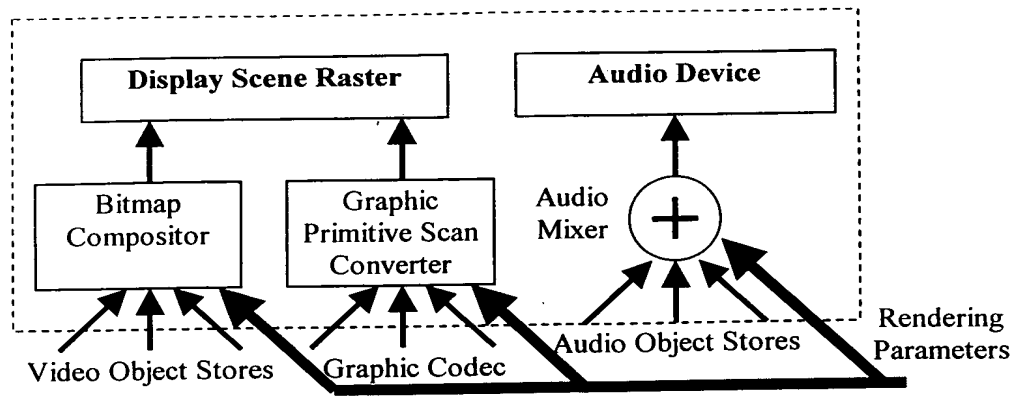 Display Scene Raster
Audio Device
Bitmap
Compositor
Graphic
Primitive Scan
Converter
Audio
Mixer
Video Object Stores
Graphic Codec
Audio Object Stores
Rendering
Parameters